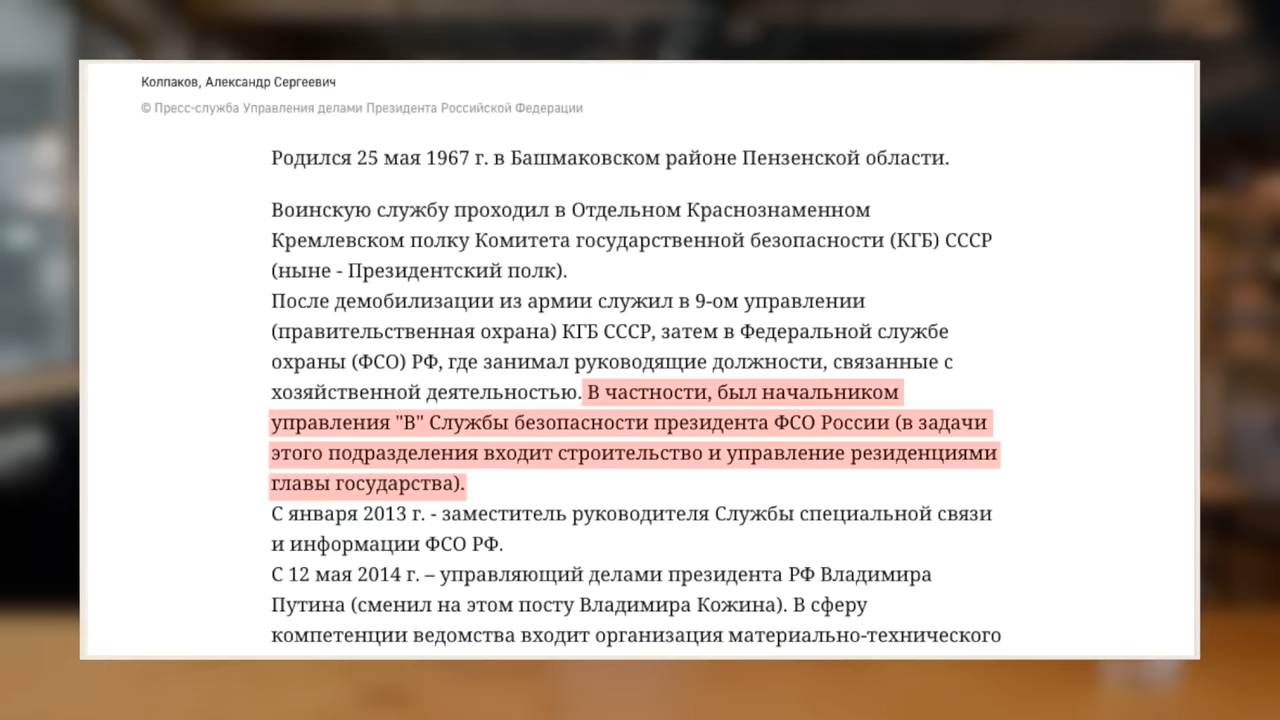 Колпаков, Александр Сергеевич
© Пресс-служба Управления делами Президента Российской Федерации
Родился 25 мая 1967 г. в Башмаковском районе Пензенской области.
Воинскую службу проходил в Отдельном Краснознаменном
Кремлевском полку Комитета государственной безопасности (КГБ) СССР
(ныне - Президентский полк).
После демобилизации из армии служил в 9-ом управлении
(правительственная охрана) КГБ СССР, затем в Федеральной службе
охраны (ФСО) РФ, где занимал руководящие должности, связанные с
хозяйственной деятельностью. В частности, был начальником
управления "В" Службы безопасности президента ФСО России (в задачи
этого подразделения входит строительство и управление резиденциями
главы государства).
С января 2013 г. - заместитель руководителя Службы специальной связи
и информации ФСО РФ.
С 12 мая 2014 г. – управляющий делами президента РФ Владимира
Путина (сменил на этом посту Владимира Кожина). В сферу
компетенции ведомства входит организация материально-технического